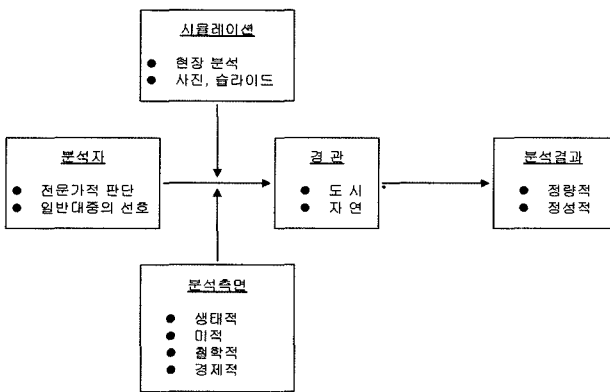 시뮬레이션
● 현장 분석
● 사진, 슬라이드
분석자
● 전문가적 판단
● 일반대중의 선호
경 관
● 도 시
● 자 연
분석결과
● 정량적
● 정성적
분석측면
● 생태적
● 미적
● 철학적
● 경제적